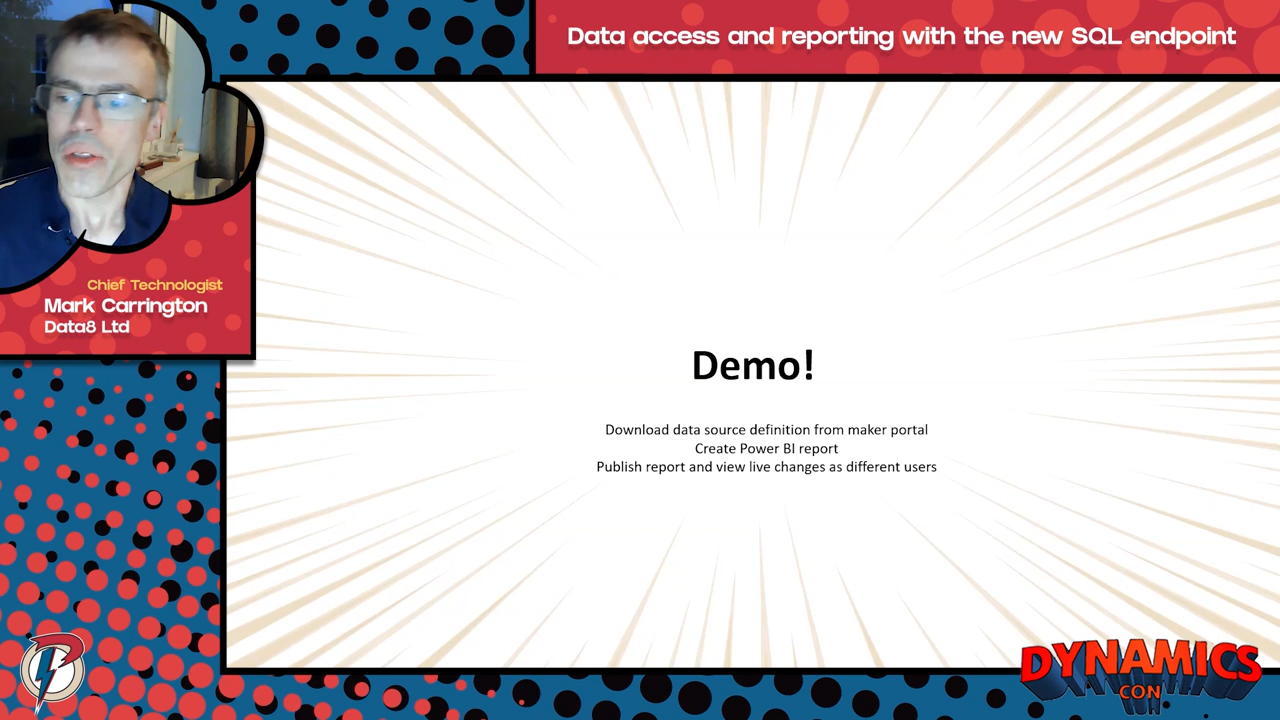 Data access and reporting with the new SQL endpoint
Chief Technologist
Mark Carrington
Data8 Ltd
Demo!
Download data source definition from maker portal
Create Power BI report
Publish report and view live changes as different users
DYNAMICS
CON